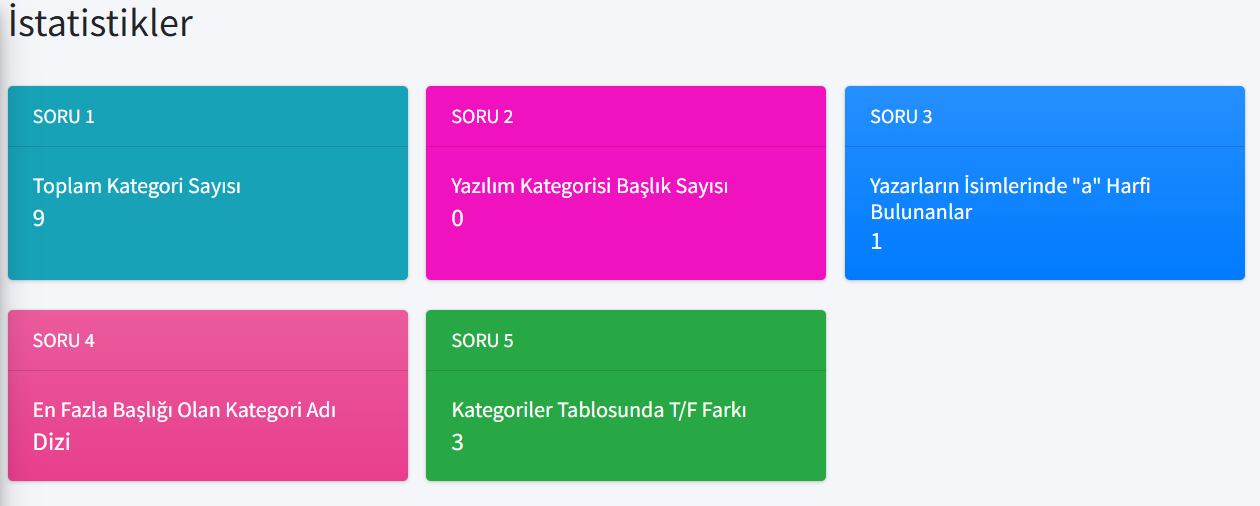 İstatistikler
SORU 1
Toplam Kategori Sayısı
9
SORU 2
Yazılım Kategorisi Başlık Sayısı
0
SORU 3
Yazarların İsimlerinde "a" Harfi
Bulunanlar
1
SORU 4
En Fazla Başlığı Olan Kategori Adı
Dizi
SORU 5
Kategoriler Tablosunda T/F Farkı
3